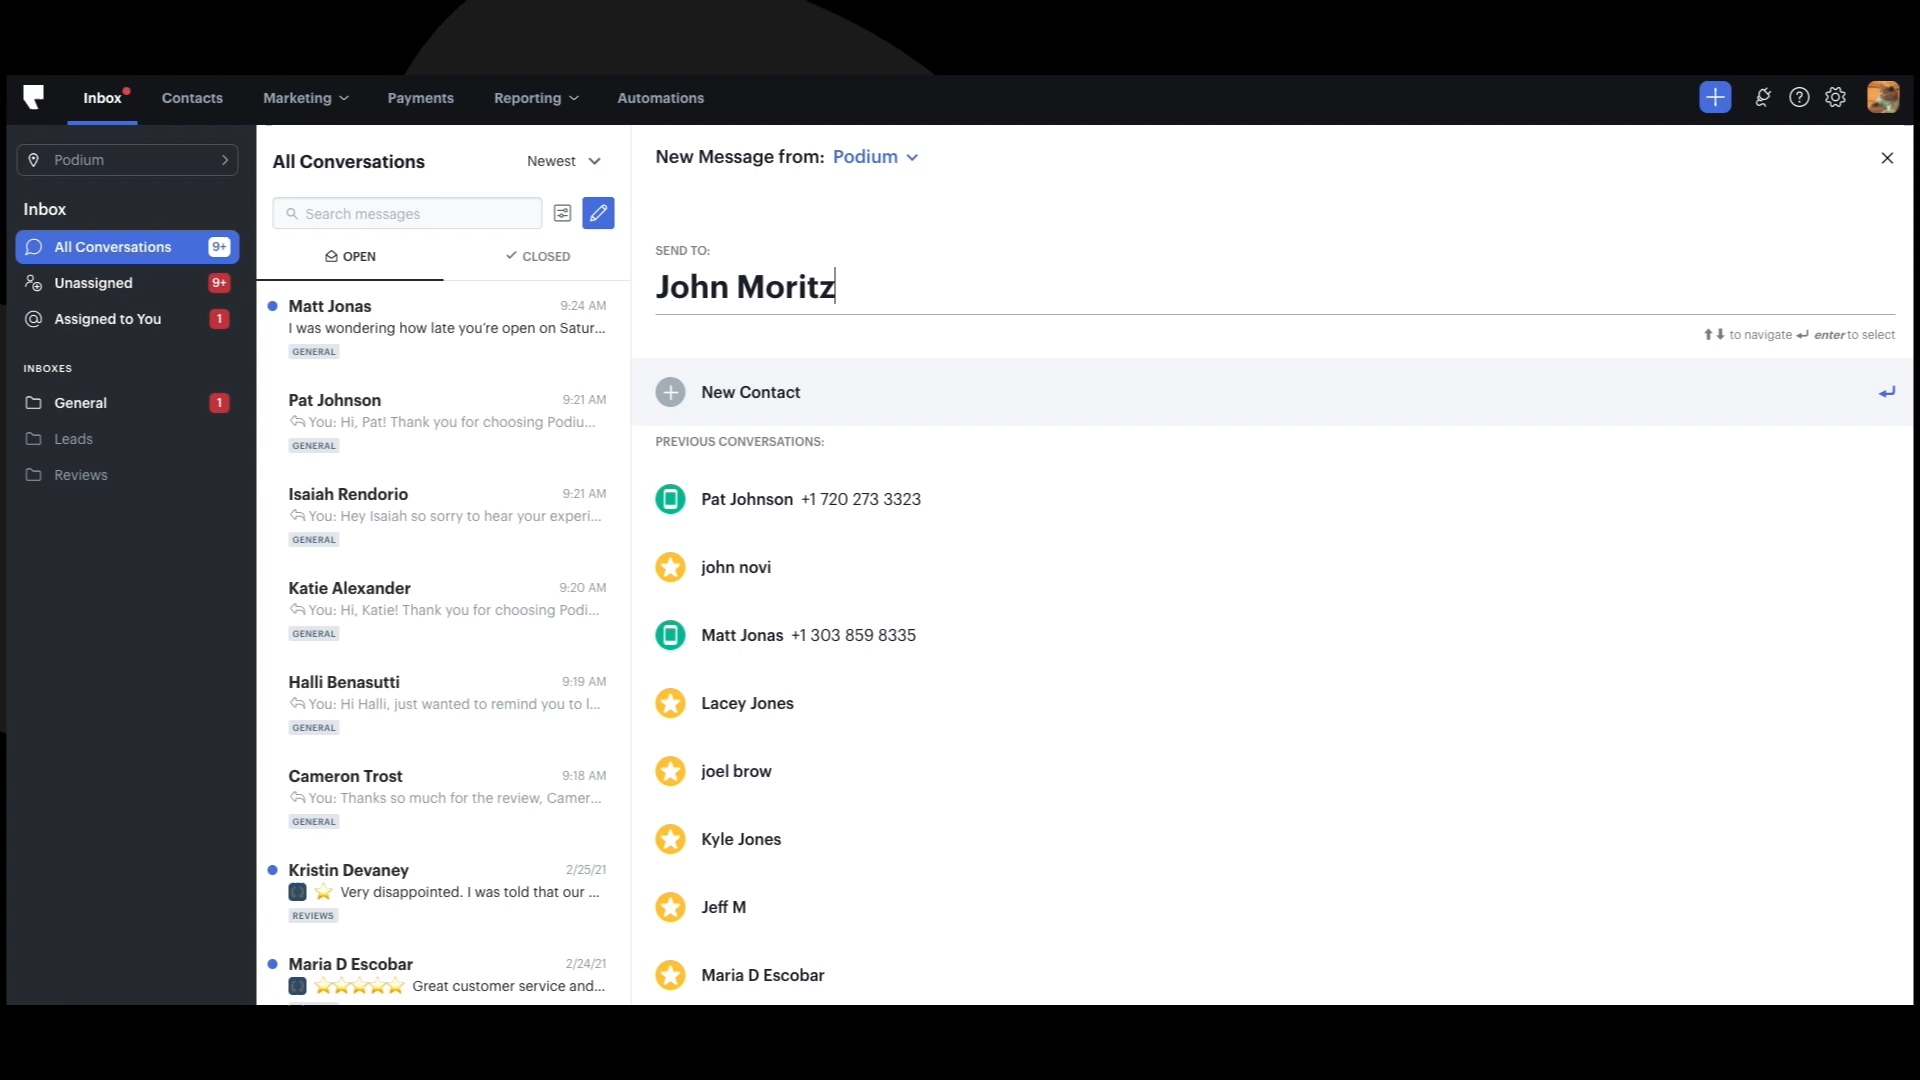 Inbox
Contacts
Marketing
Payments
Reporting
Automations
Podium
Inbox
All Conversations 9+
Unassigned 9+
Assigned to You 1
INBOXES
General 1
Leads
Reviews
All Conversations
Newest
Search messages
OPEN
CLOSED
Matt Jonas 9:24 AM
I was wondering how late you're open on Satur...
GENERAL
Pat Johnson 9:21 AM
You: Hi, Pat! Thank you for choosing Podiu...
GENERAL
Isaiah Rendorio 9:21 AM
You: Hey Isaiah so sorry to hear your experi...
GENERAL
Katie Alexander 9:20 AM
You: Hi, Katie! Thank you for choosing Podi...
GENERAL
Halli Benasutti 9:19 AM
You: Hi Halli, just wanted to remind you to l...
GENERAL
Cameron Trost 9:18 AM
You: Thanks so much for the review, Camer...
GENERAL
Kristin Devaney 2/25/21
Very disappointed. I was told that our ...
REVIEWS
Maria D Escobar 2/24/21
Great customer service and...
New Message from: Podium
SEND TO:
John Moritz
to navigate enter to select
New Contact
PREVIOUS CONVERSATIONS:
Pat Johnson +1 720 273 3323
john novi
Matt Jonas +1 303 859 8335
Lacey Jones
joel brow
Kyle Jones
Jeff M
Maria D Escobar